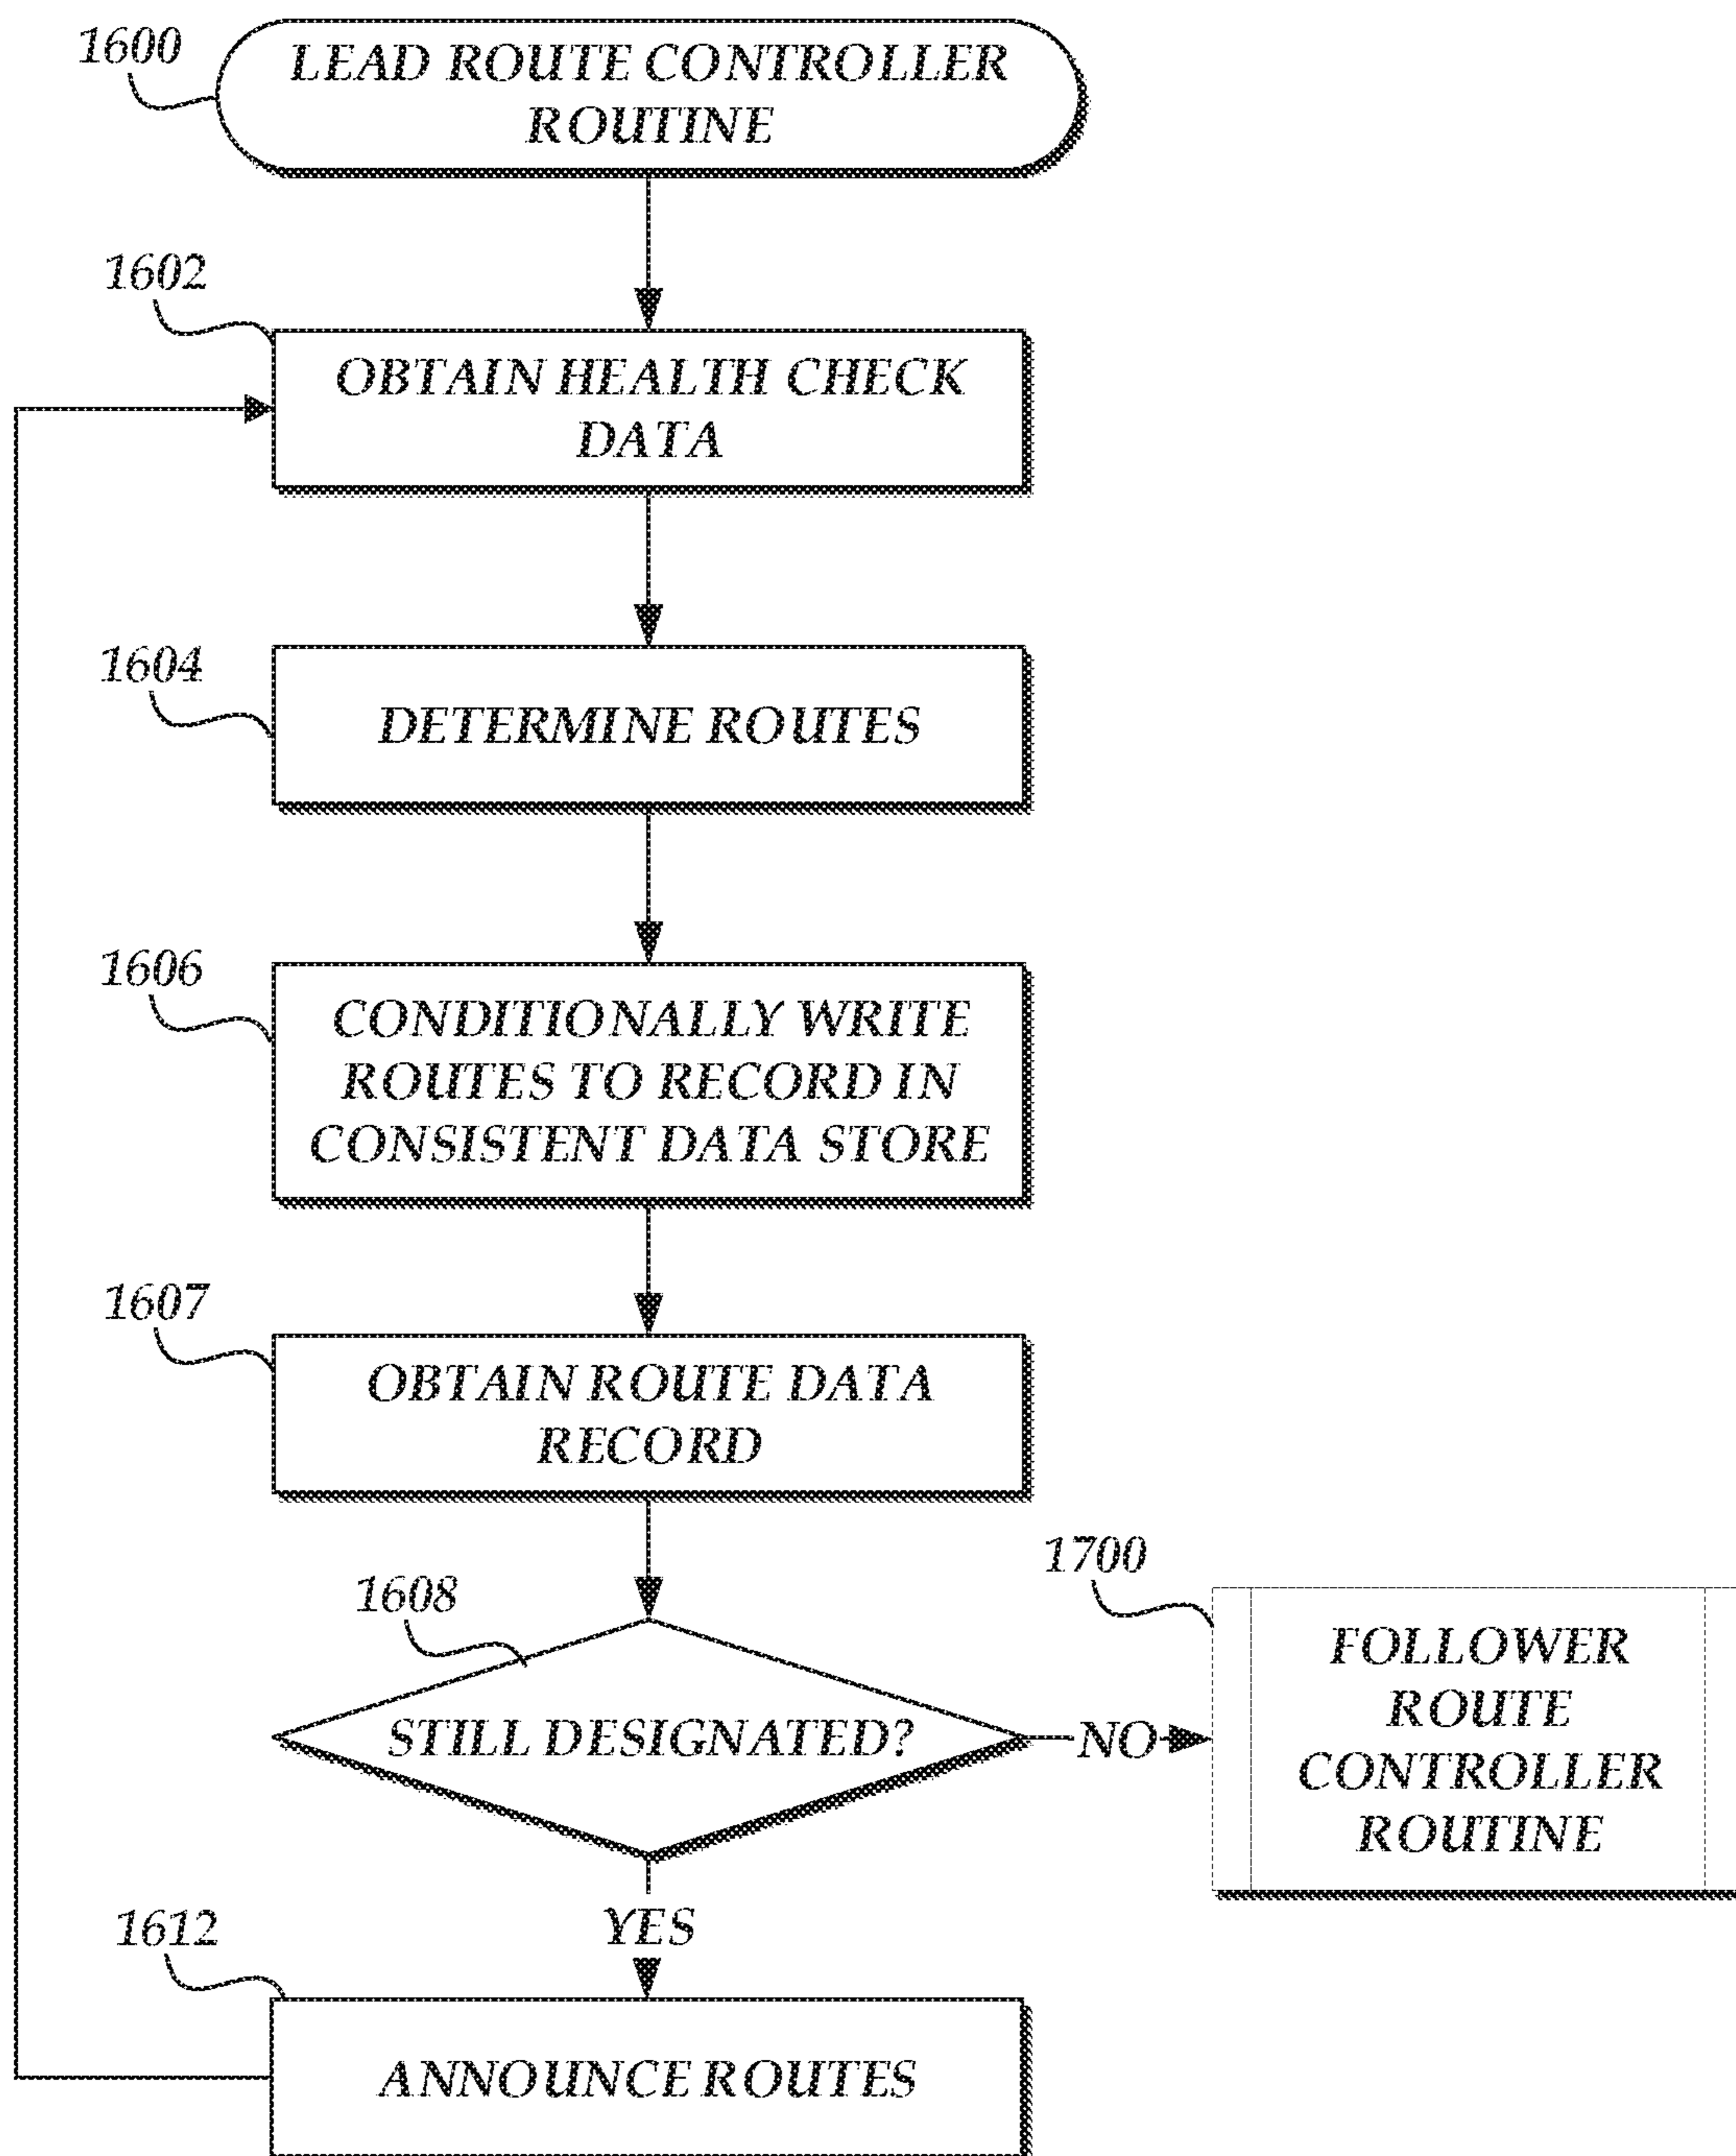 1600
LEAD ROUTE CONTROLLER
ROUTINE
1602
OBTAIN HEALTH CHECK
DATA
1604
DETERMINE ROUTES
1606
CONDITIONALLY WRITE
ROUTES TO RECORD IN
CONSISTENT DATA STORE
1607
OBTAIN ROUTE DATA
RECORD
1608
STILL DESIGNATED?
NO
1700
FOLLOWER
ROUTE
CONTROLLER
ROUTINE
YES
1612
ANNOUNCE ROUTES